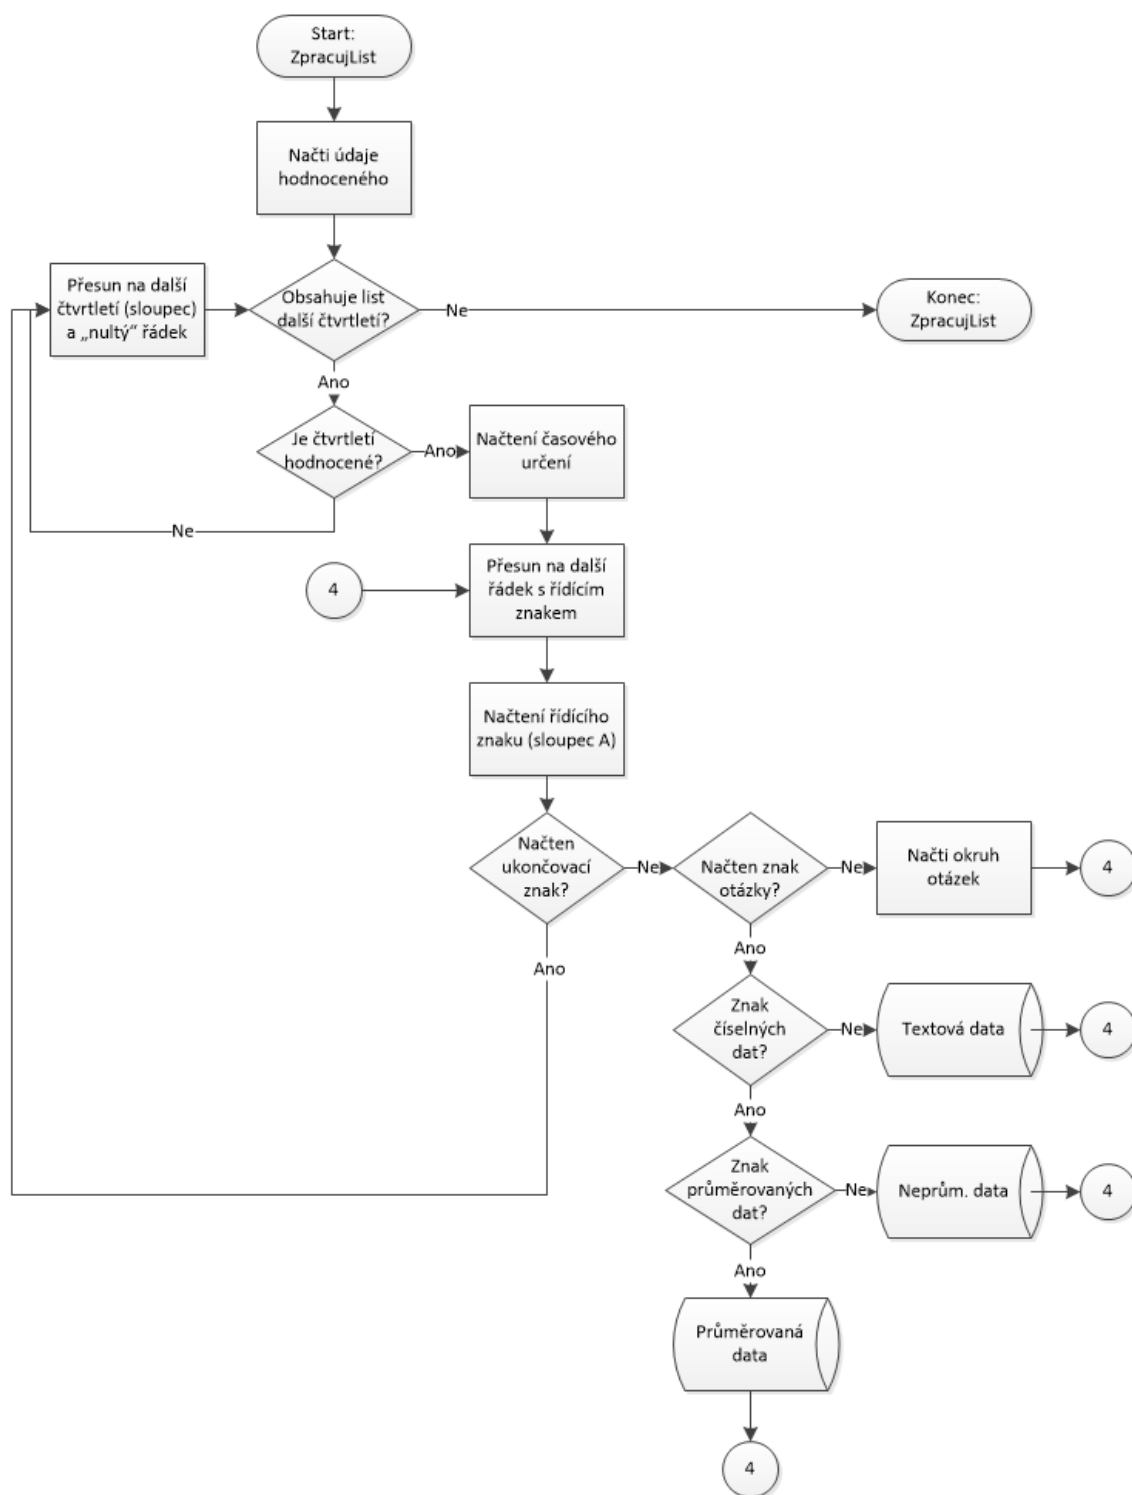 Start:
ZpracujList
Načti údaje
hodnoceného
Přesun na další
čtvrtletí (sloupec)
a „nultý“ řádek
Obsahuje list
další čtvrtletí?
Ne
Konec:
ZpracujList
Ano
Je čtvrtletí
hodnocené?
Ano
Načtení časového
určení
Ne
4
Přesun na další
řádek s řídícím
znakem
Načtení řídícího
znaku (sloupec A)
Načten
ukončovací
znak?
Ne
Načten znak
otázky?
Ne
Načti okruh
otázek
4
Ano
Ano
Znak
číselných
dat?
Ne
Textová data
4
Ano
Znak
průměrovaných
dat?
Ne
Neprům. data
4
Ano
Průměrovaná
data
4